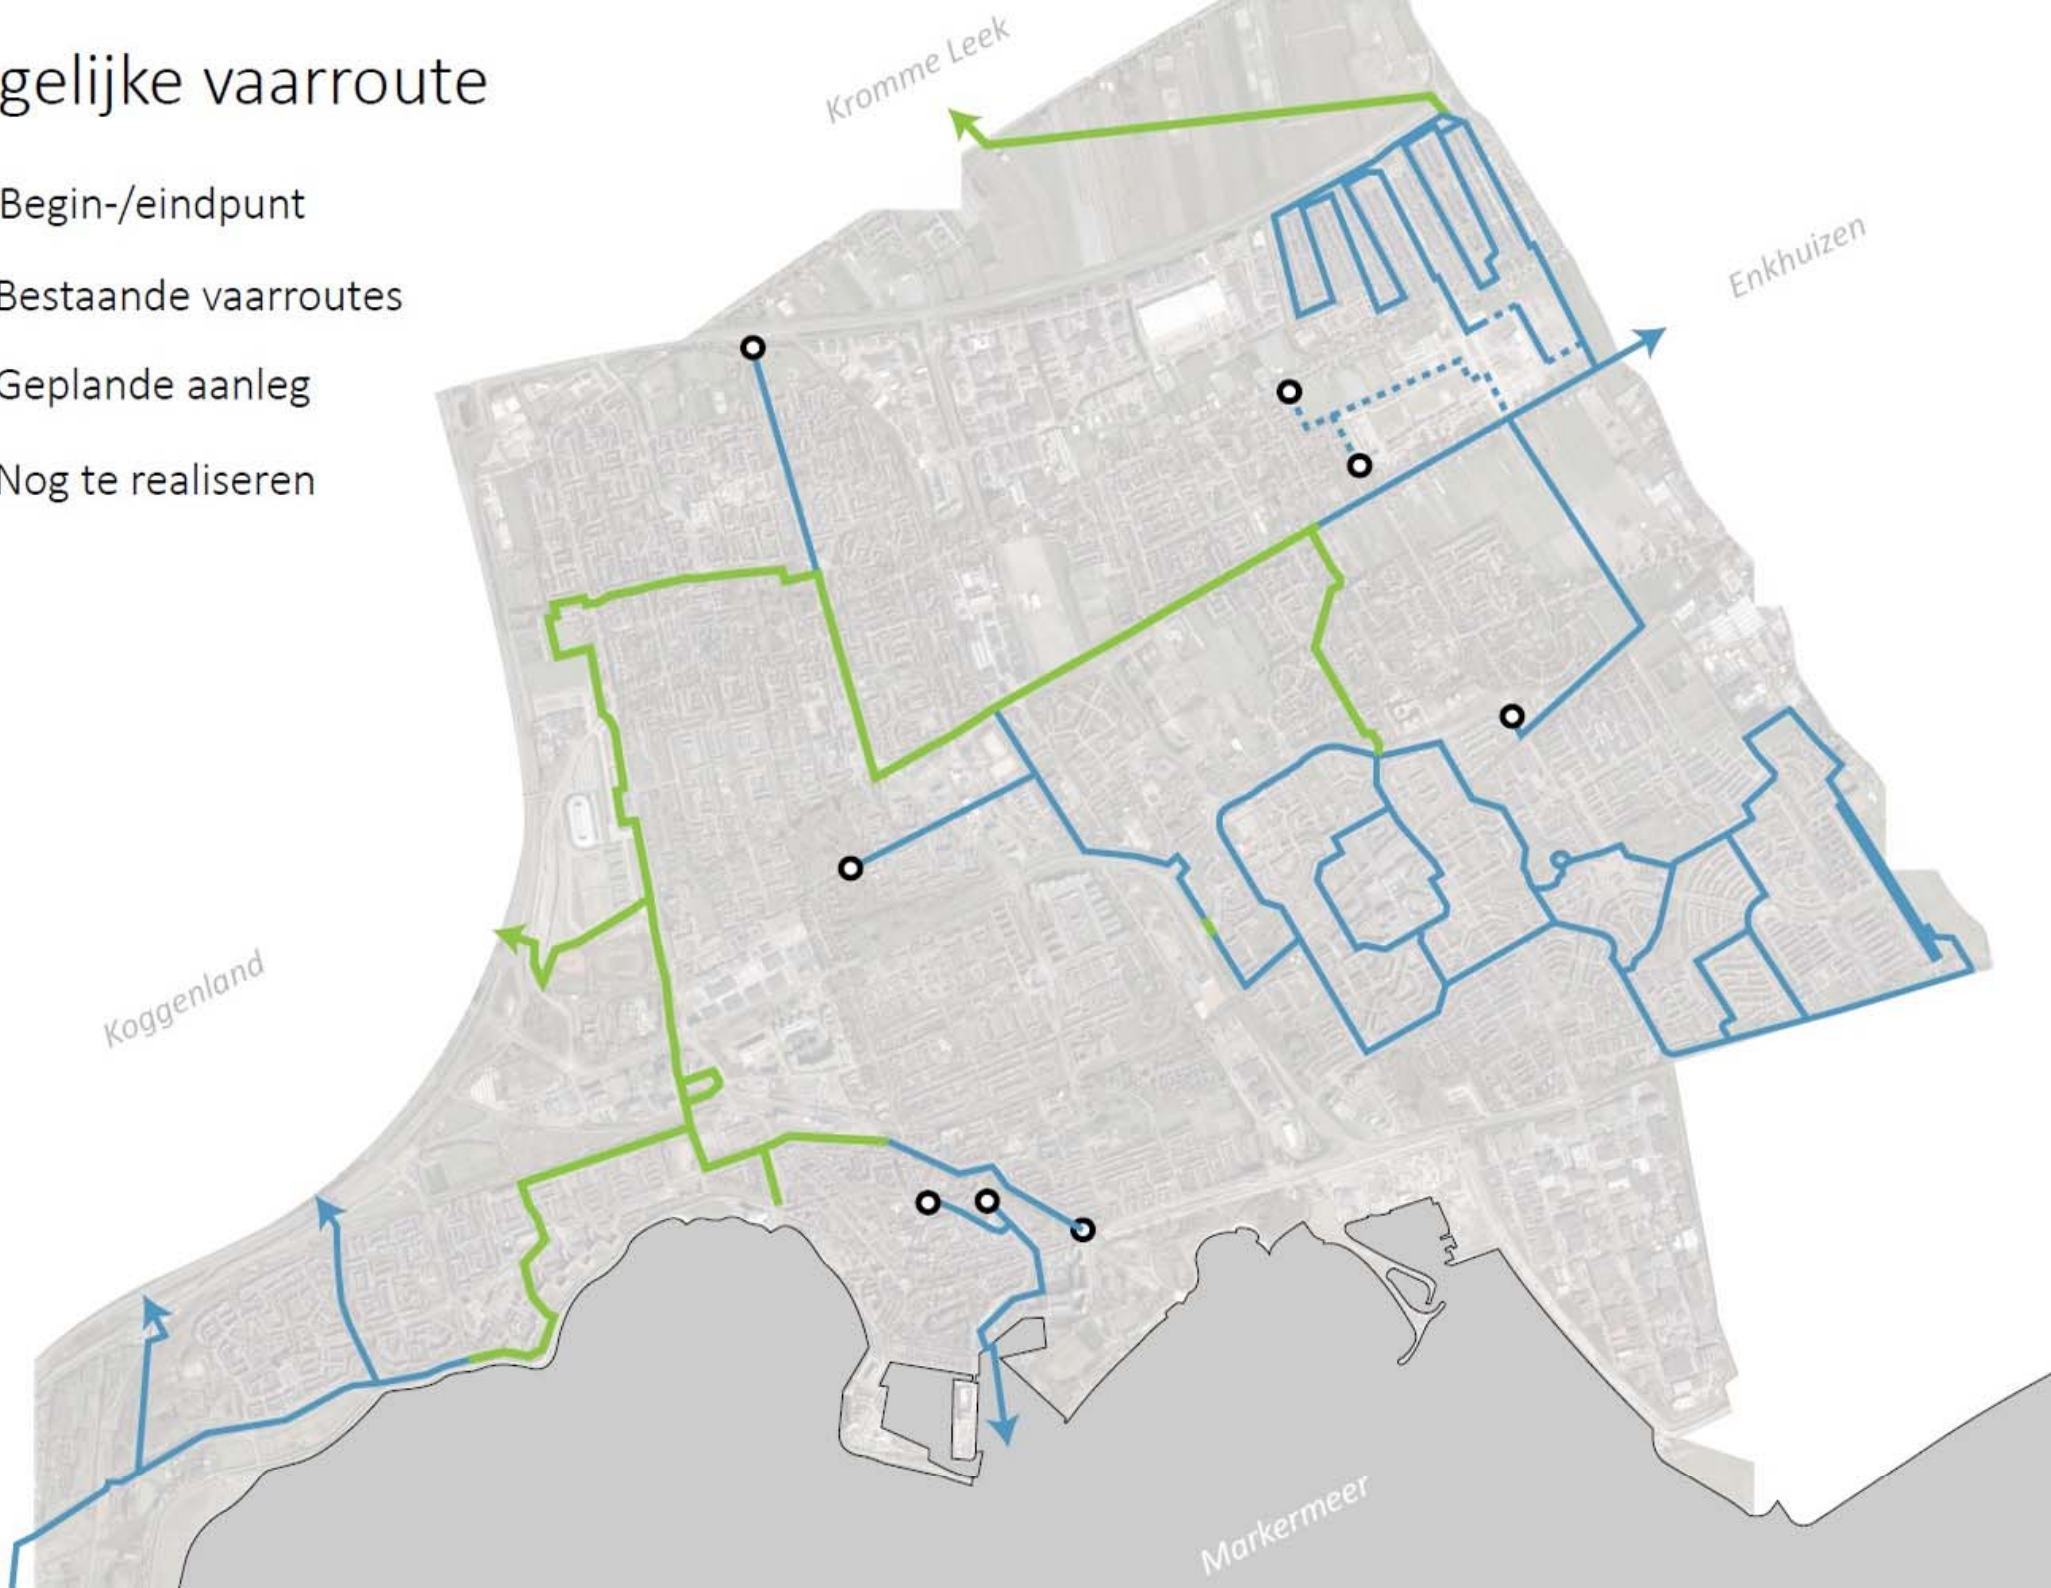 gelijke vaarroute
Begin-/eindpunt
Bestaande vaarroutes
Geplande aanleg
Nog te realiseren
Kromme Leek
Enkhuizen
Koggenland
Markermeer